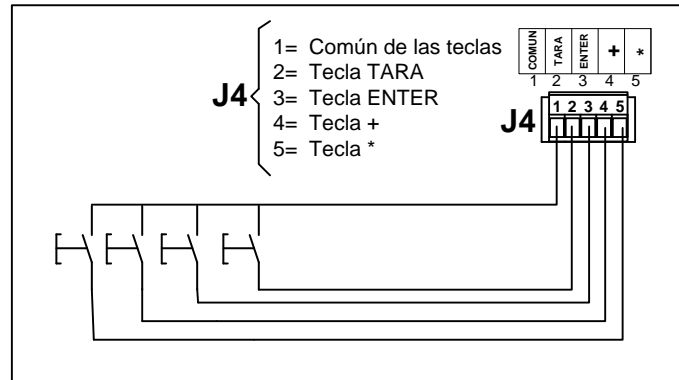 J4
1= Común de las teclas
2= Tecla TARA
3= Tecla ENTER
4= Tecla +
5= Tecla *
COMUN TARA ENTER + *
1 2 3 4 5
J4
1 2 3 4 5